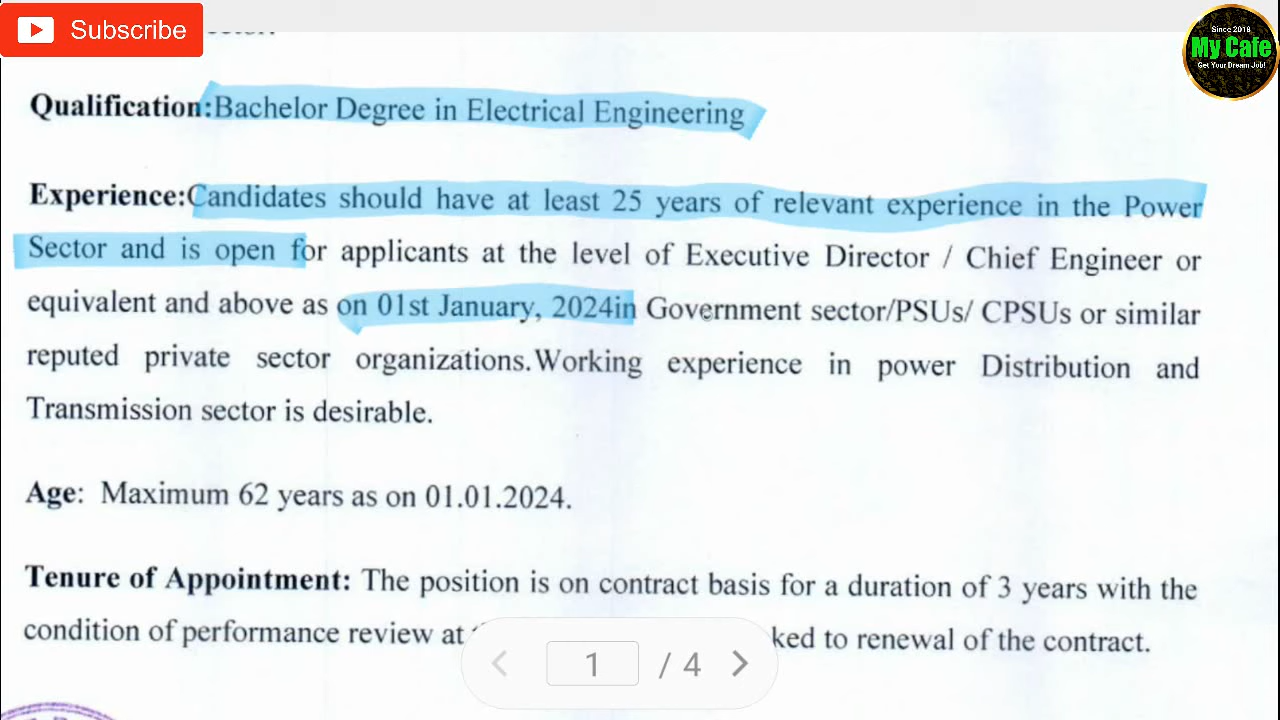 Subscribe
Since 2018
My Cafe
Get Your Dream Job!
Qualification:Bachelor Degree in Electrical Engineering
Experience:Candidates should have at least 25 years of relevant experience in the Power
Sector and is open for applicants at the level of Executive Director / Chief Engineer or
equivalent and above as on 01st January, 2024in Government sector/PSUs/ CPSUs or similar
reputed private sector organizations.Working experience in power Distribution and
Transmission sector is desirable.
Age: Maximum 62 years as on 01.01.2024.
Tenure of Appointment: The position is on contract basis for a duration of 3 years with the
condition of performance review at ked to renewal of the contract.
1 / 4